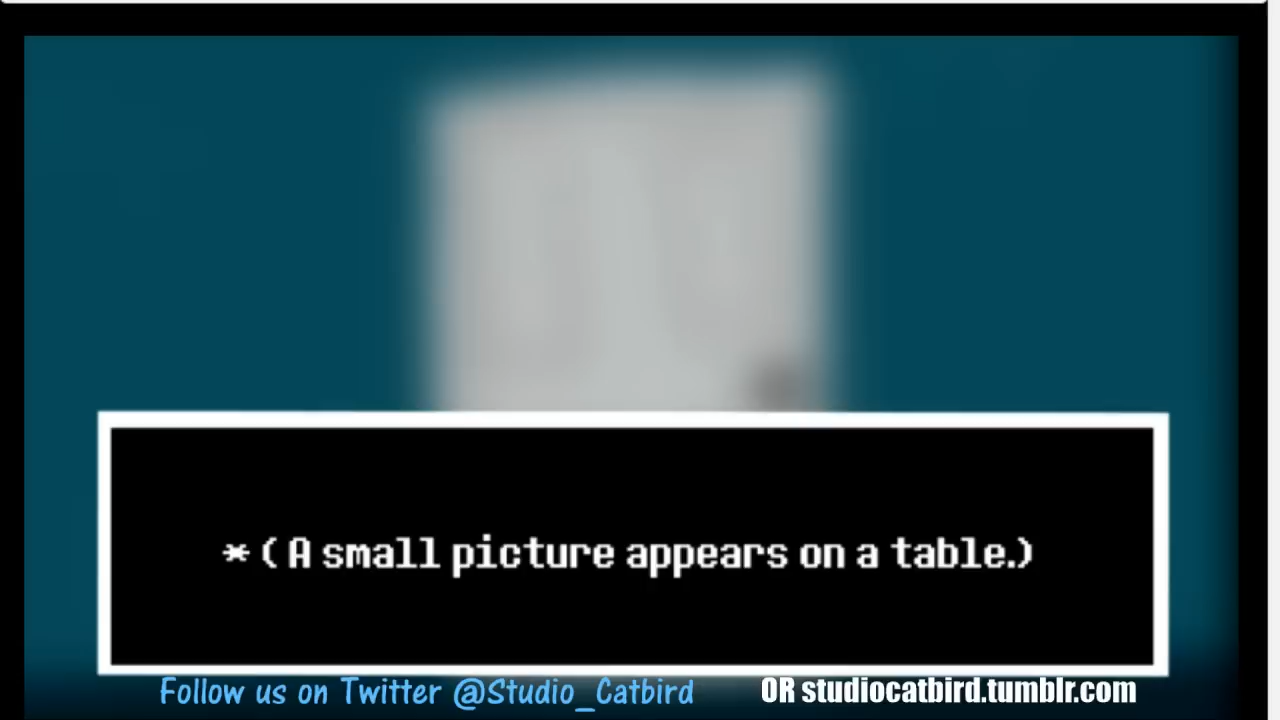 * ( A small picture appears on a table.)
Follow us on Twitter @Studio_Catbird OR studiocatbird.tumblr.com